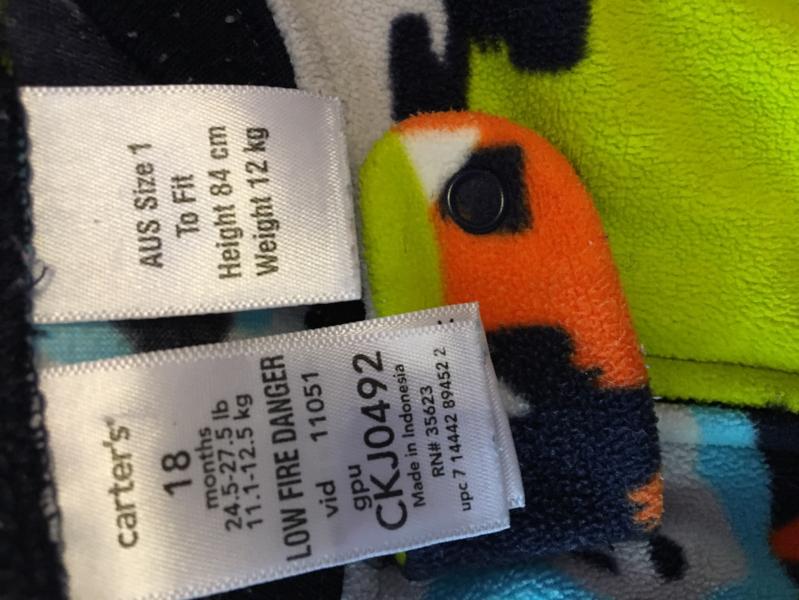 AUS Size 1
To Fit
Height 84 cm
Weight 12 kg
carter's
18
months
24.5-27.5 lb
11.1-12.5 kg
LOW FIRE DANGER
vid 11051
gpu
CKJ0492
Made in Indonesia
RN# 35623
upc 7 14442 89452 2